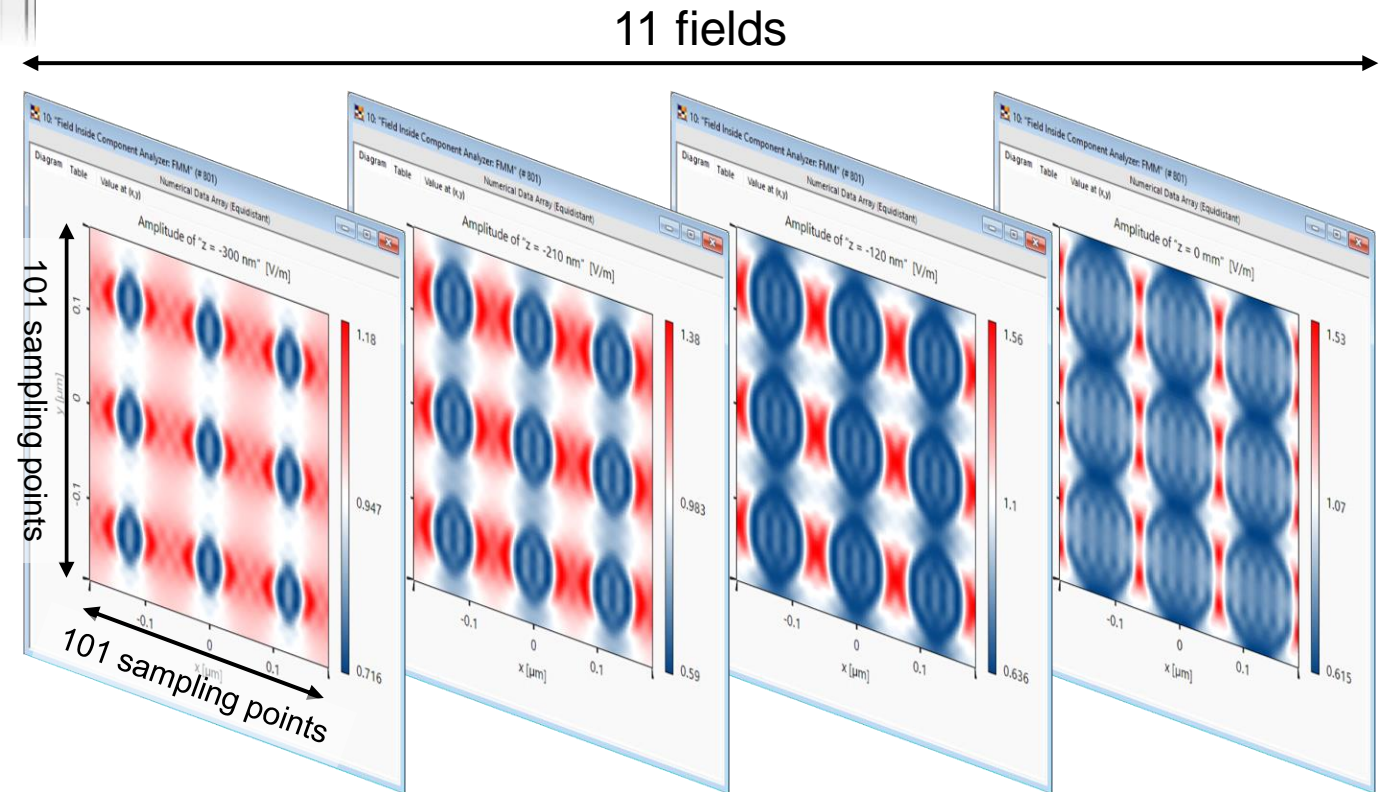 11 fields
10: "Field Inside Component Analyzer: FMM" (#801)
Diagram Table Value at (x,y)
Numerical Data Array (Equidistant)
Amplitude of "z = -300 nm" [V/m]
101 sampling points
y [µm]
0.1
0
-0.1
-0.1
0
0.1
x [µm]
101 sampling points
1.18
0.947
0.716
10: "Field Inside Component Analyzer: FMM" (#801)
Diagram Table Value at (x,y)
Numerical Data Array (Equidistant)
Amplitude of "z = -210 nm" [V/m]
-0.1
0
0.1
x [µm]
1.38
0.983
0.59
10: "Field Inside Component Analyzer: FMM" (#801)
Diagram Table Value at (x,y)
Numerical Data Array (Equidistant)
Amplitude of "z = -120 nm" [V/m]
-0.1
0
0.1
x [µm]
1.56
1.1
0.636
10: "Field Inside Component Analyzer: FMM" (#801)
Diagram Table Value at (x,y)
Numerical Data Array (Equidistant)
Amplitude of "z = 0 mm" [V/m]
-0.1
0
0.1
x [µm]
1.53
1.07
0.615